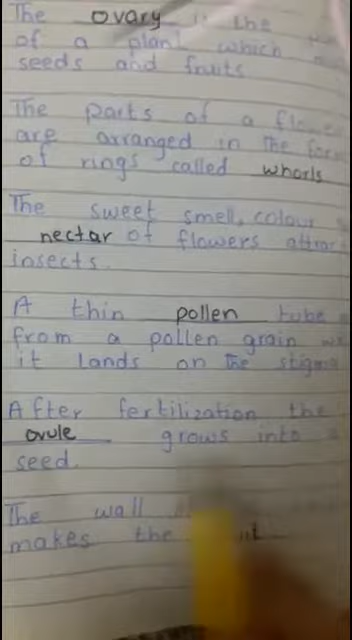 The ovary is the
of a plant which
seeds and fruits
The parts of a flower
are arranged in the form
of rings called whorls
The sweet smell, colour
nectar of flowers attract
insects.
A thin pollen tube
from a pollen grain
it lands on the stigma
After fertilization the
ovule grows into a
seed.
The wall
makes the